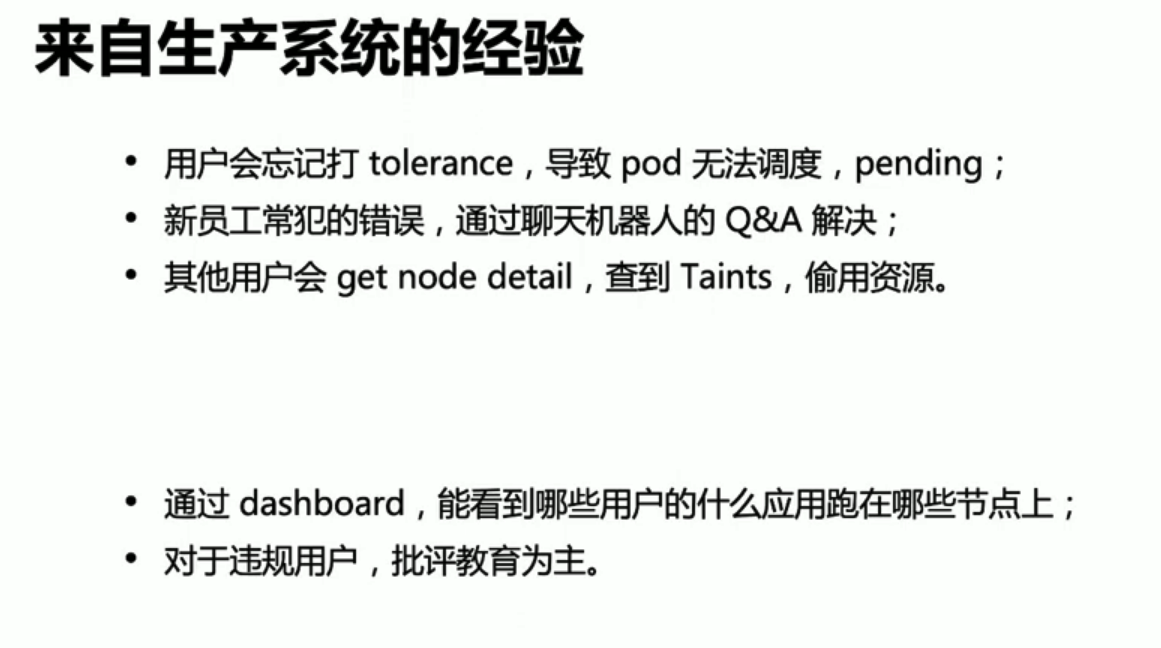 来自生产系统的经验
• 用户会忘记打 tolerance，导致 pod 无法调度，pending；
• 新员工常犯的错误，通过聊天机器人的 Q&A 解决；
• 其他用户会 get node detail，查到 Taints，偷用资源。
• 通过 dashboard，能看到哪些用户的什么应用跑在哪些节点上；
• 对于违规用户，批评教育为主。